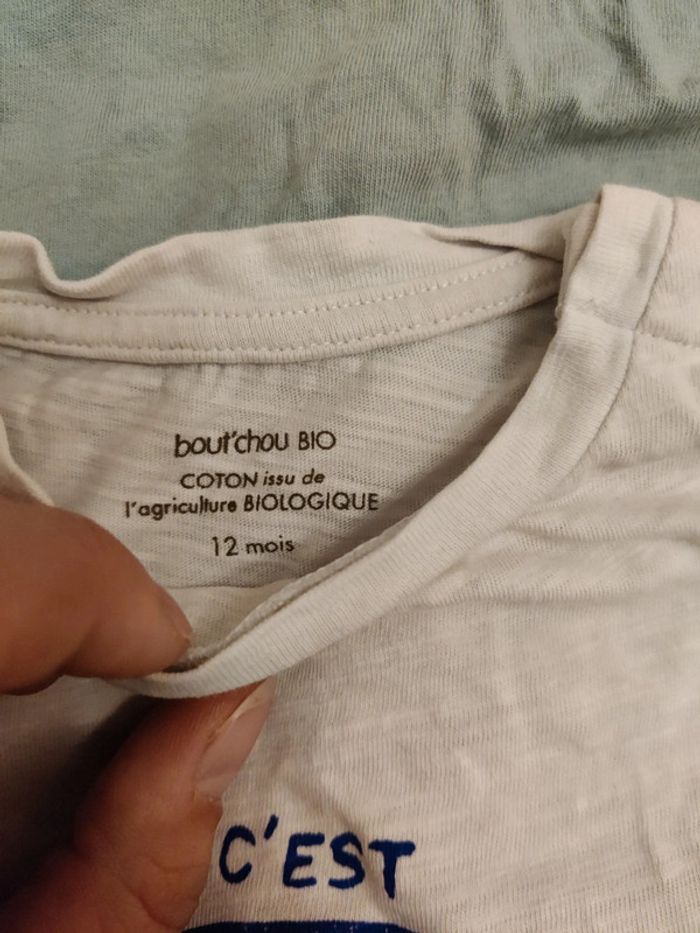 bout'chou BIO
COTON issu de
l'agriculture BIOLOGIQUE
12 mois
C'EST